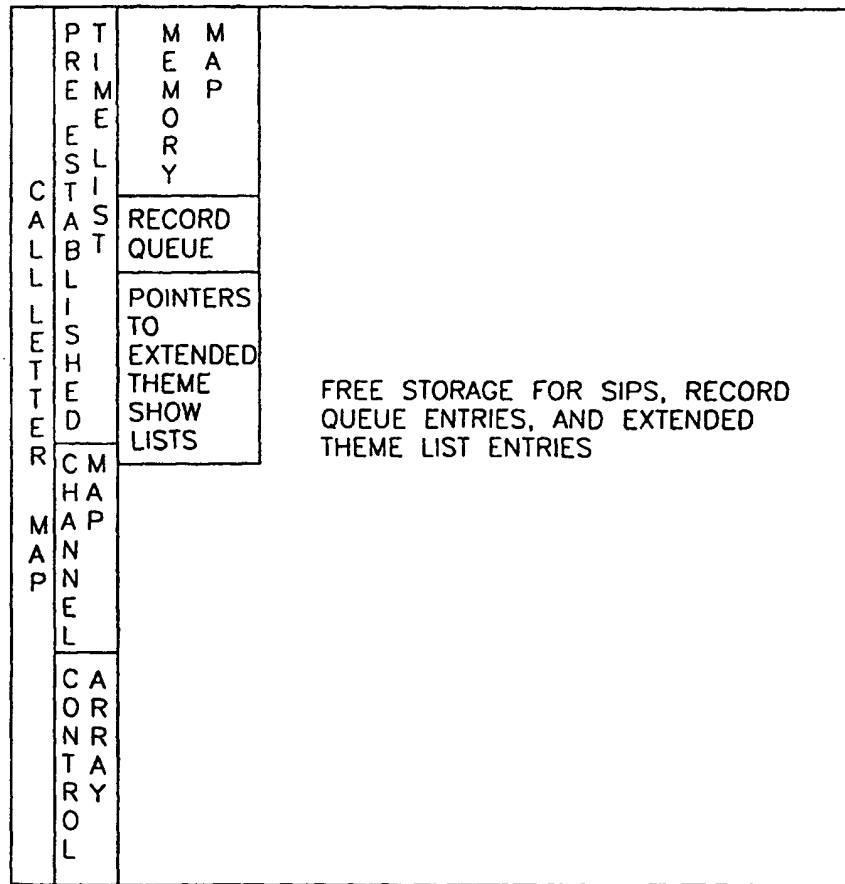 CALL LETTER MAP
PRE ESTABLISHED
TIME LIST
CHANNEL
MAP
CONTROL
ARRAY
MEMORY
MAP
RECORD
QUEUE
POINTERS
TO
EXTENDED
THEME
SHOW
LISTS
FREE STORAGE FOR SIPS, RECORD
QUEUE ENTRIES, AND EXTENDED
THEME LIST ENTRIES